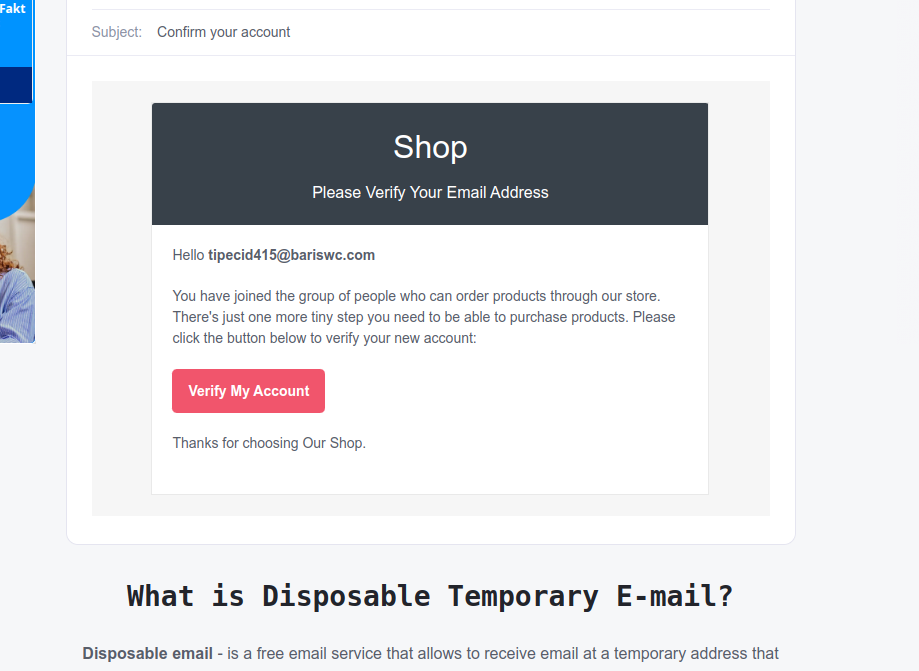 Fakt
Subject: Confirm your account
Shop
Please Verify Your Email Address
Hello tipecid415@bariswc.com
You have joined the group of people who can order products through our store.
There's just one more tiny step you need to be able to purchase products. Please
click the button below to verify your new account:
Verify My Account
Thanks for choosing Our Shop.
What is Disposable Temporary E-mail?
Disposable email - is a free email service that allows to receive email at a temporary address that